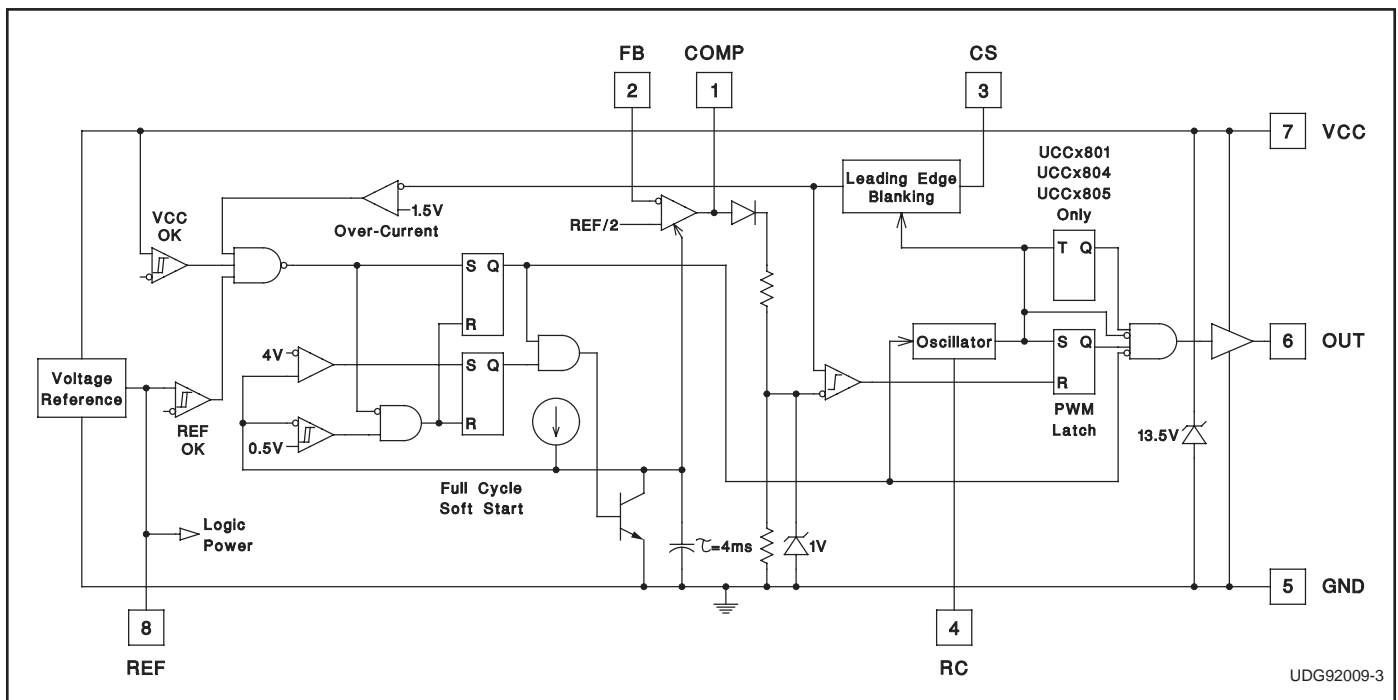 FB
COMP
CS
2
1
3
7
VCC
UCCx801
UCCx804
UCCx805
Only
Leading Edge
Blanking
1.5V
Over-Current
VCC
OK
REF/2
T Q
S Q
R
Oscillator
S Q
R
PWM
Latch
6
OUT
4V
S Q
R
Voltage
Reference
REF
OK
0.5V
13.5V
Full Cycle
Soft Start
Logic
Power
τ=4ms
1V
5
GND
8
REF
4
RC
UDG92009-3